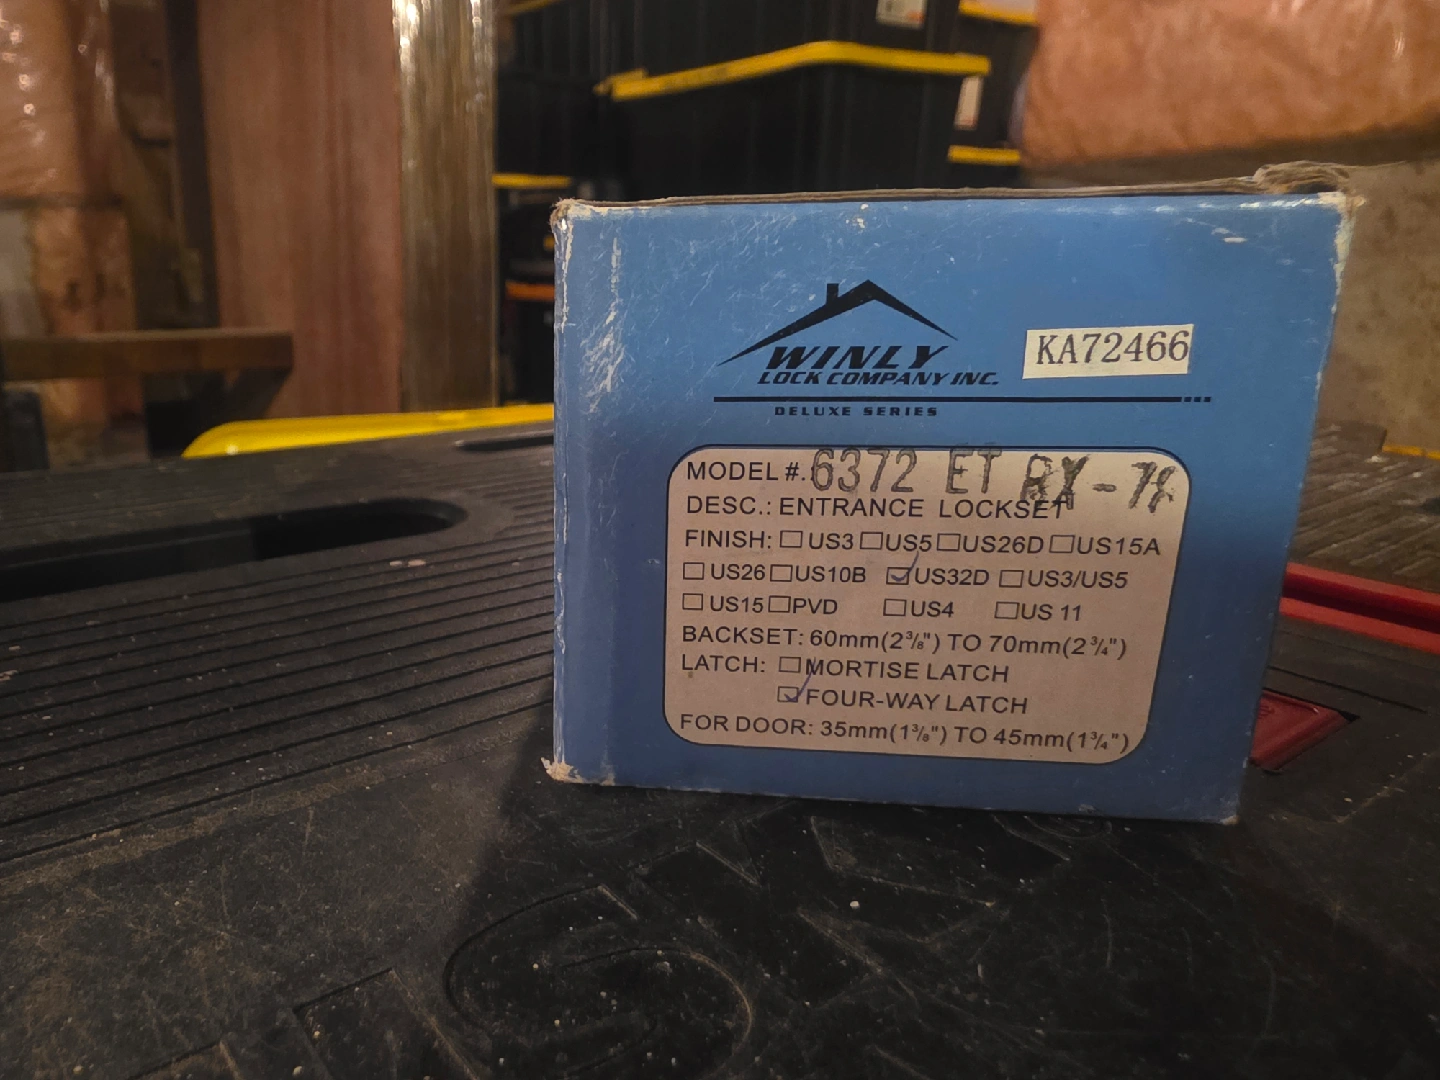 WINLY
LOCK COMPANY INC.
DELUXE SERIES
KA72466
MODEL #. 6372 ET
DESC.: ENTRANCE LOCKSET
FINISH: ☐US3 ☐US5 ☐US26D ☐US15A
☐US26 ☐US10B ☑US32D ☐US3/US5
☐US15 ☐PVD ☐US4 ☐US 11
BACKSET: 60mm(2⅜") TO 70mm(2¾")
LATCH: ☐MORTISE LATCH
☑FOUR-WAY LATCH
FOR DOOR: 35mm(1⅜") TO 45mm(1¾")